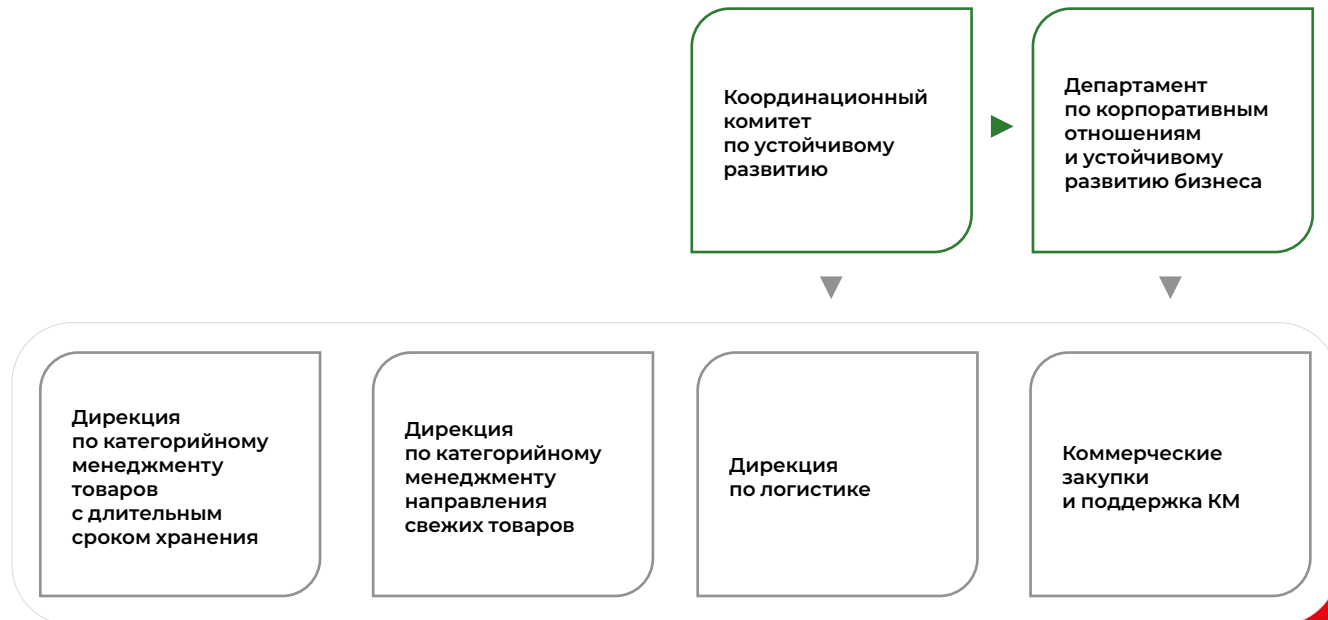 Координационный
комитет
по устойчивому
развитию
Департамент
по корпоративным
отношениям
и устойчивому
развитию бизнеса
Дирекция
по категорийному
менеджменту
товаров
с длительным
сроком хранения
Дирекция
по категорийному
менеджменту
направления
свежих товаров
Дирекция
по логистике
Коммерческие
закупки
и поддержка КМ